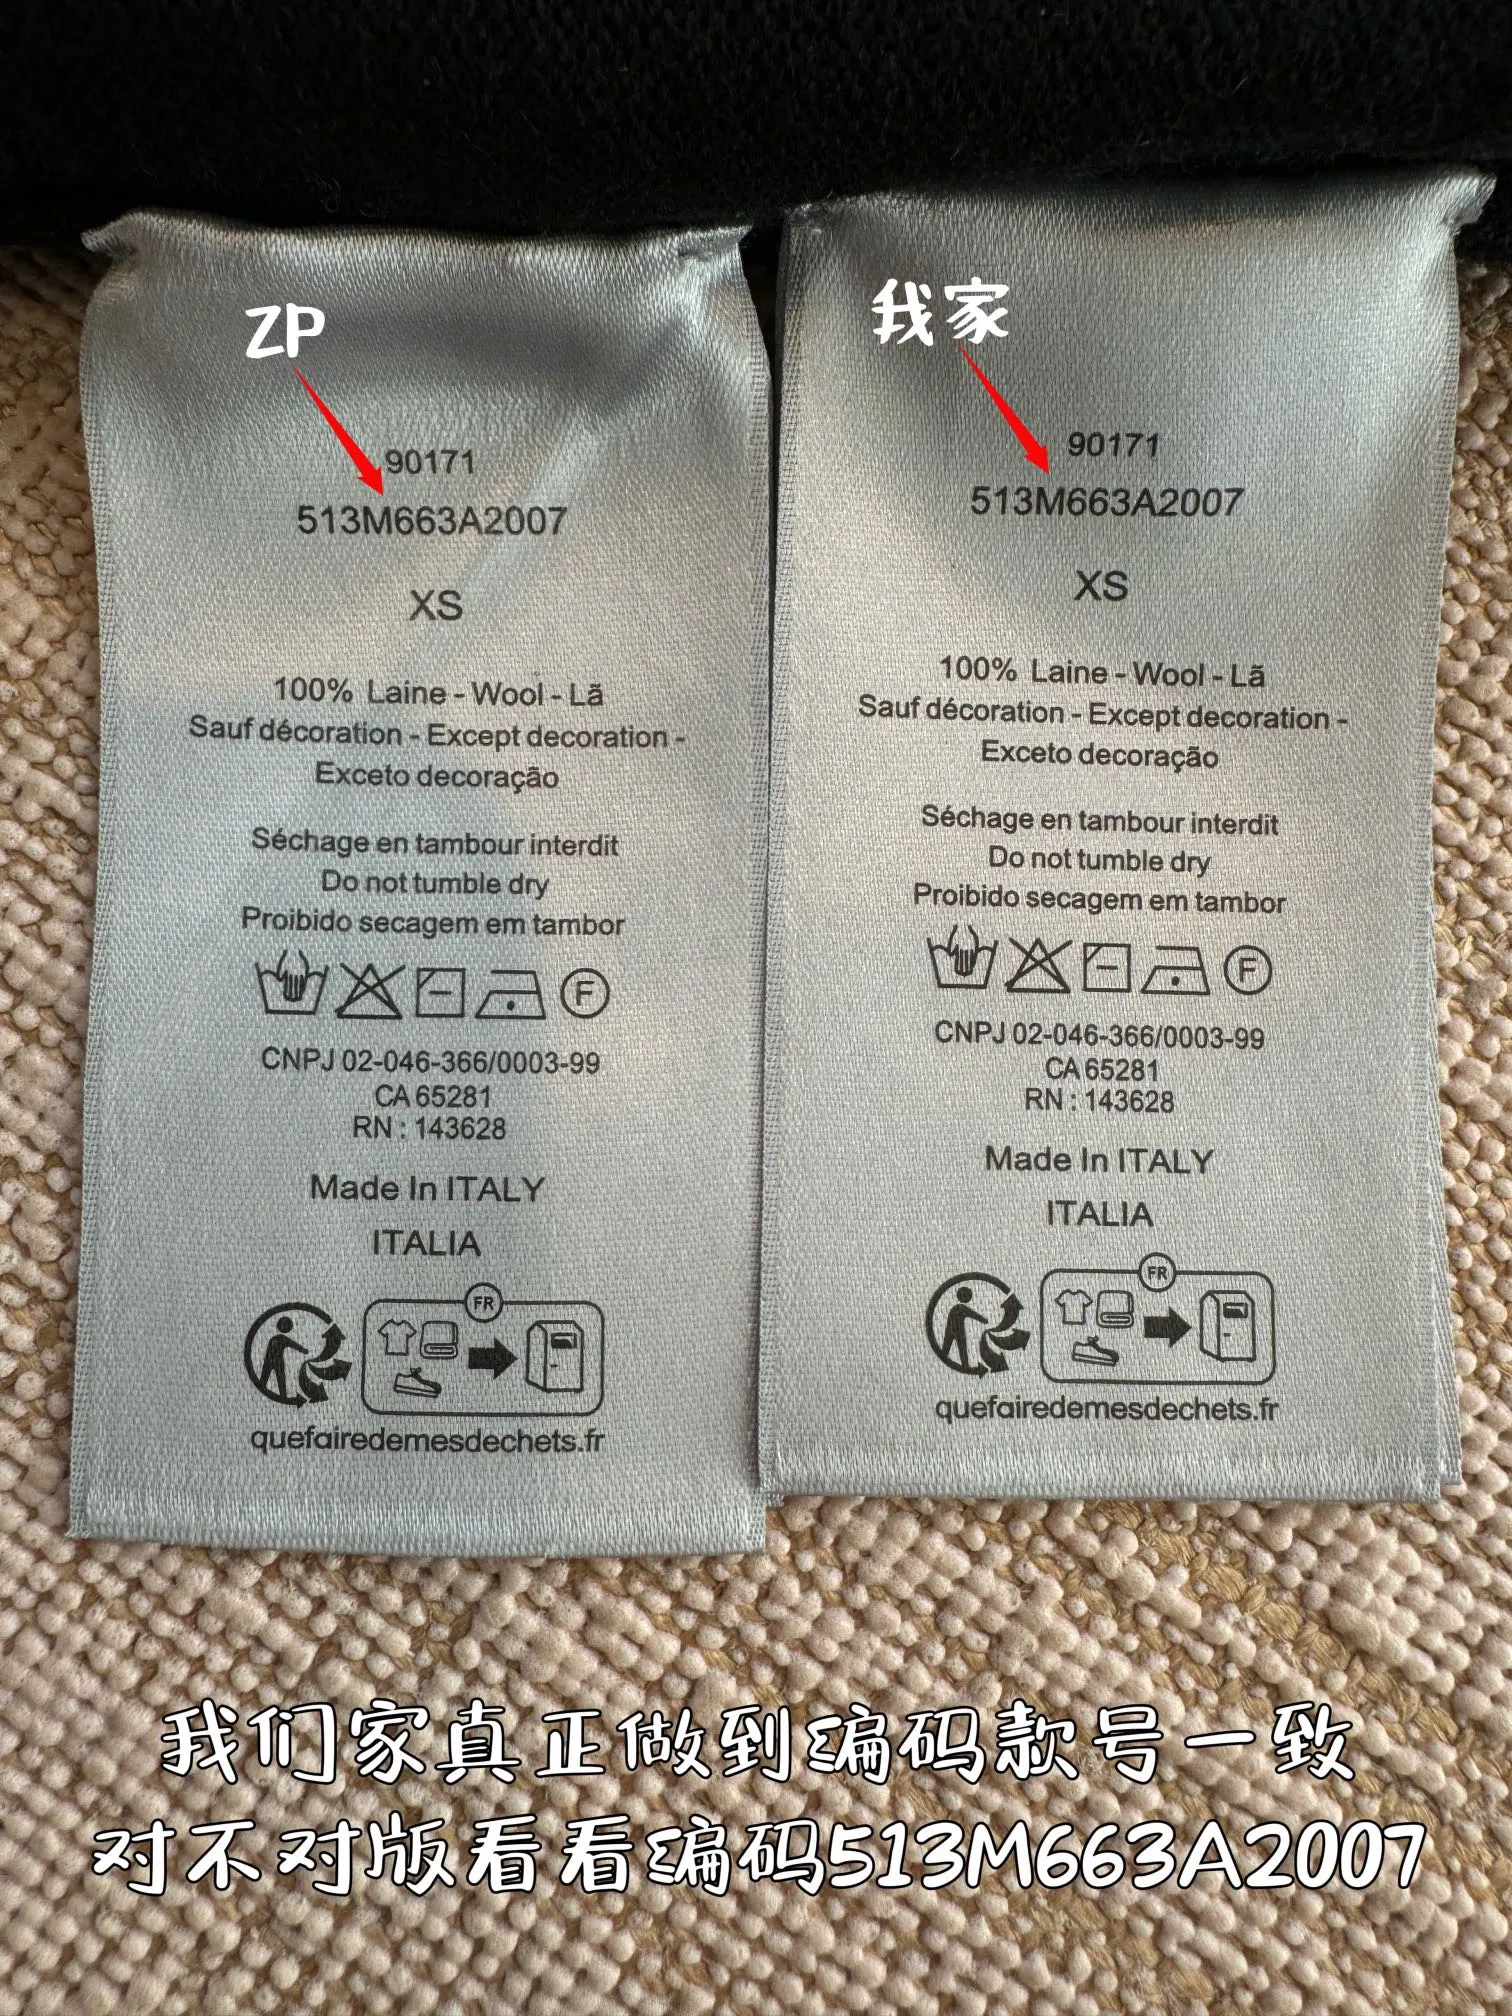 ZP
90171
513M663A2007
XS
100% Laine - Wool - Lã
Sauf décoration - Except decoration -
Exceto decoração
Séchage en tambour interdit
Do not tumble dry
Proibido secagem em tambor
F
CNPJ 02-046-366/0003-99
CA 65281
RN : 143628
Made In ITALY
ITALIA
FR
quefairedemesdechets.fr
我家
90171
513M663A2007
XS
100% Laine - Wool - Lã
Sauf décoration - Except decoration -
Exceto decoração
Séchage en tambour interdit
Do not tumble dry
Proibido secagem em tambor
F
CNPJ 02-046-366/0003-99
CA 65281
RN : 143628
Made In ITALY
ITALIA
FR
quefairedemesdechets.fr
我们家真正做到编码款号一致
对不对版看看编码513M663A2007